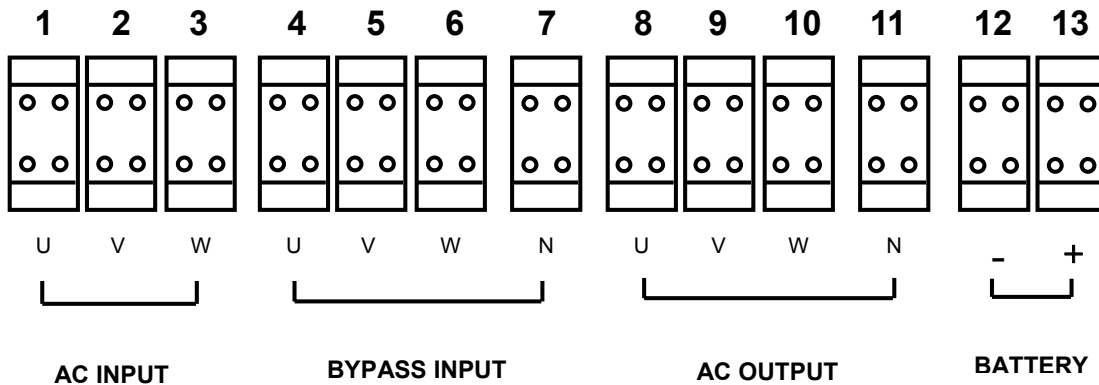 1 2 3 4 5 6 7 8 9 10 11 12 13
U V W U V W N U V W N - +
AC INPUT BYPASS INPUT AC OUTPUT BATTERY